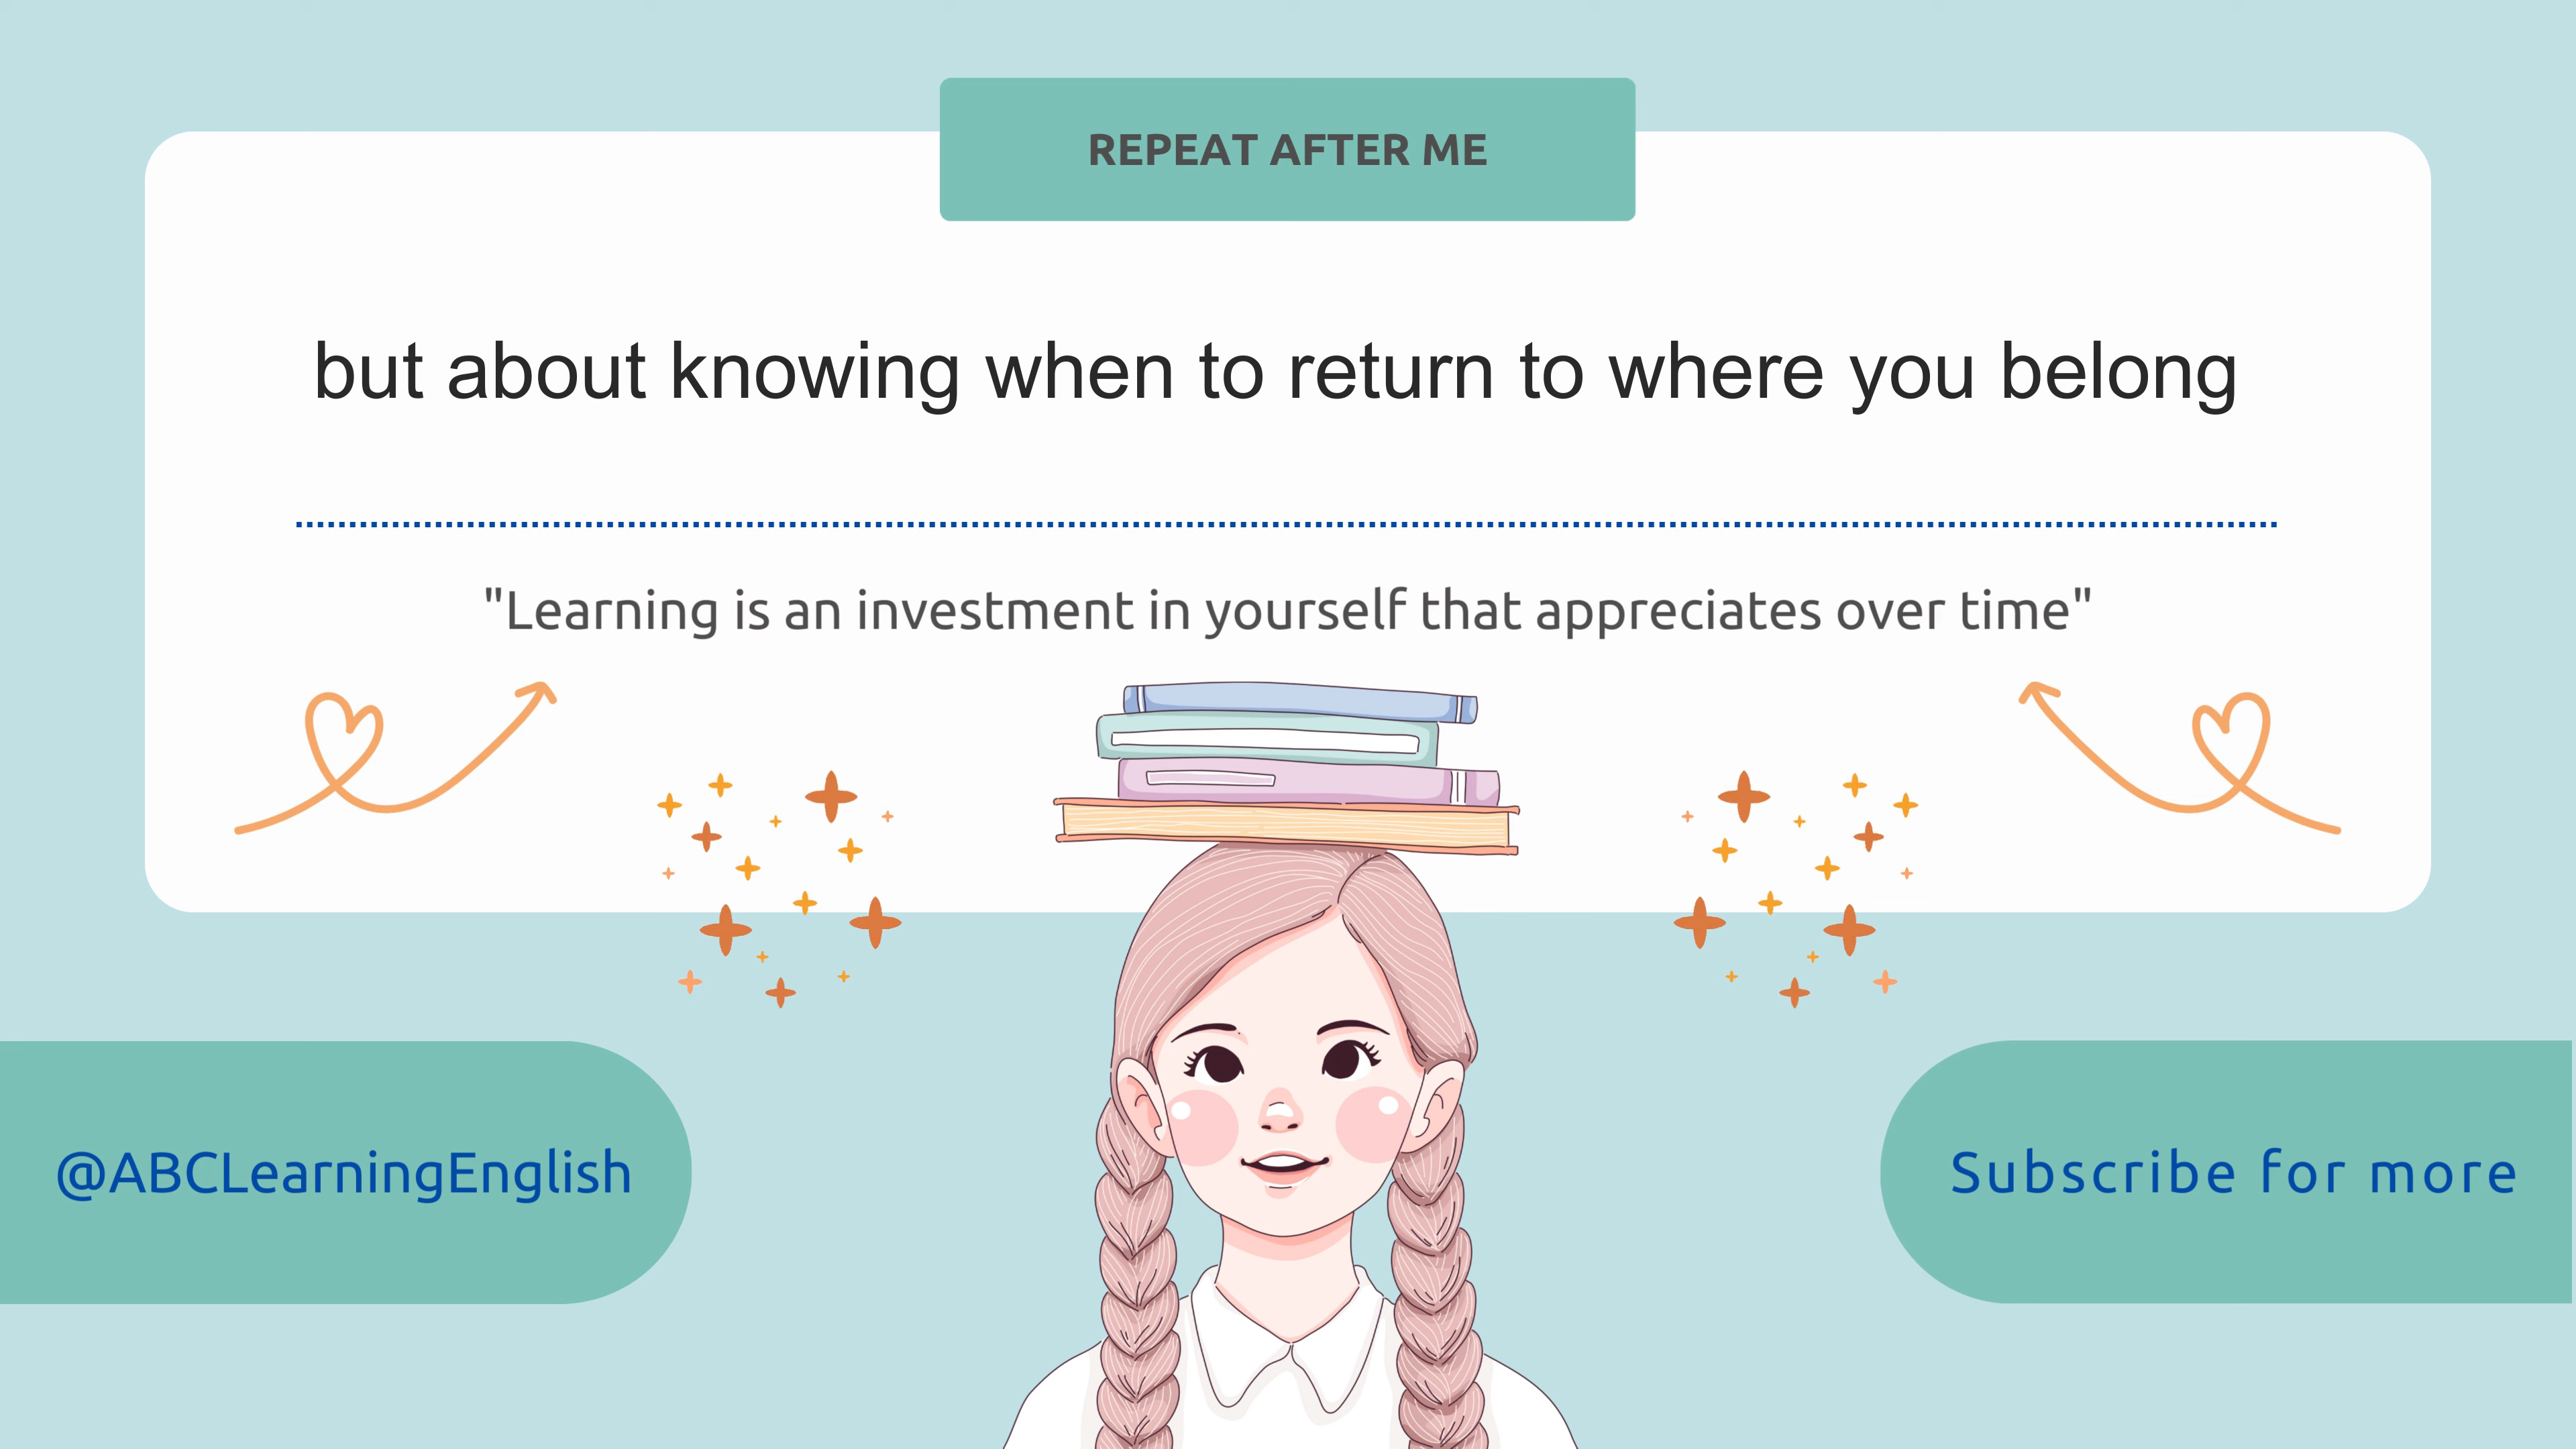 REPEAT AFTER ME
but about knowing when to return to where you belong
"Learning is an investment in yourself that appreciates over time"
@ABCLearningEnglish
Subscribe for more